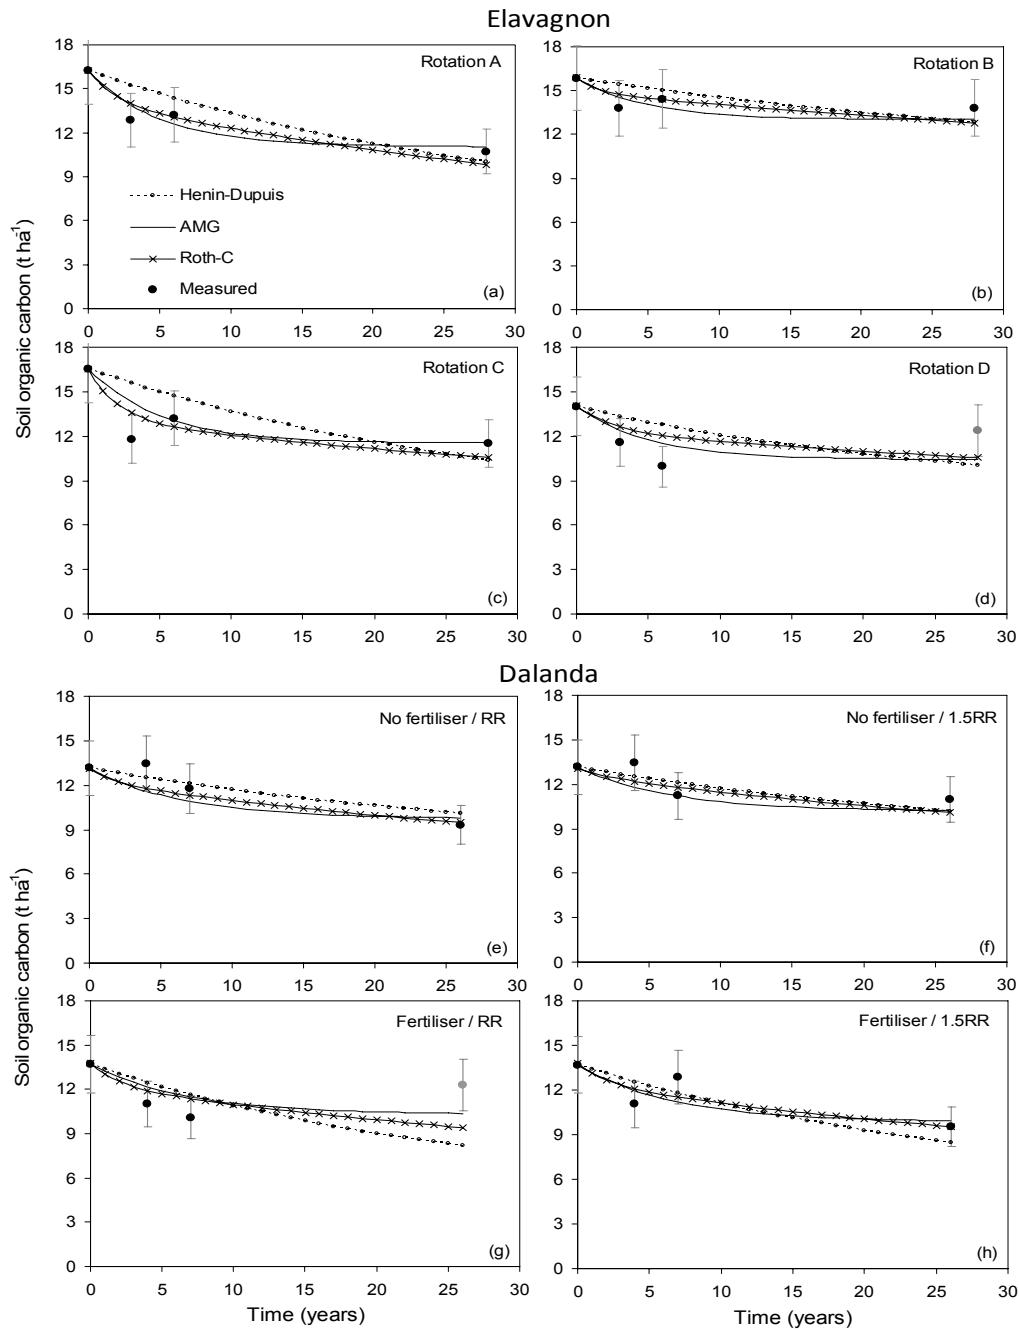 Elavagnon
18
15
12
9
6
3
0
Rotation A
Henin-Dupuis
AMG
Roth-C
Measured
(a)
0 5 10 15 20 25 30
18
15
12
9
6
3
0
Rotation B
(b)
0 5 10 15 20 25 30
Soil organic carbon (t ha-1)
18
15
12
9
6
3
0
Rotation C
(c)
0 5 10 15 20 25 30
18
15
12
9
6
3
0
Rotation D
(d)
0 5 10 15 20 25 30
Dalanda
18
15
12
9
6
3
0
No fertiliser / RR
(e)
0 5 10 15 20 25 30
18
15
12
9
6
3
0
No fertiliser / 1.5RR
(f)
0 5 10 15 20 25 30
Soil organic carbon (t ha-1)
18
15
12
9
6
3
0
Fertiliser / RR
(g)
0 5 10 15 20 25 30
Time (years)
18
15
12
9
6
3
0
Fertiliser / 1.5RR
(h)
0 5 10 15 20 25 30
Time (years)